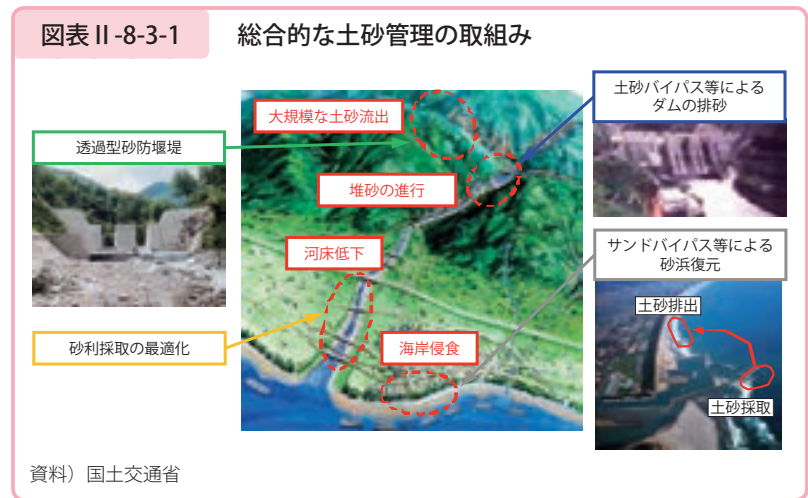 図表Ⅱ-8-3-1
総合的な土砂管理の取組み
大規模な土砂流出
土砂バイパス等による
ダムの排砂
透過型砂防堰堤
堆砂の進行
河床低下
サンドバイパス等による
砂浜復元
土砂排出
砂利採取の最適化
海岸侵食
土砂採取
資料）国土交通省